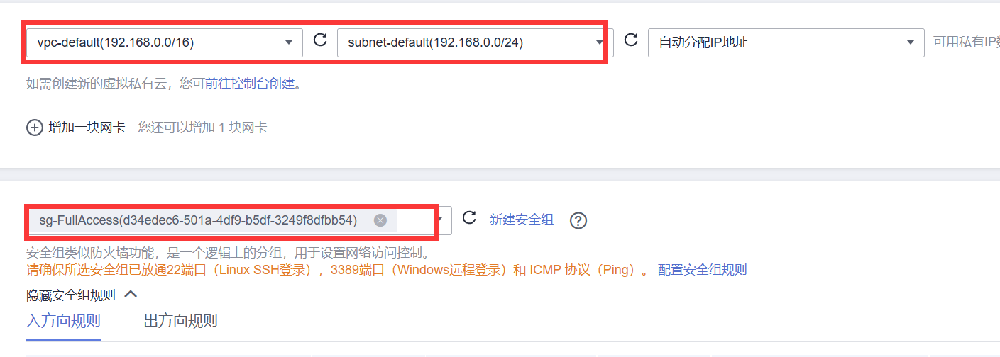 vpc-default(192.168.0.0/16) subnet-default(192.168.0.0/24) 自动分配IP地址 可用私有IP
如需创建新的虚拟私有云，您可前往控制台创建。
增加一块网卡 您还可以增加 1 块网卡
sg-FullAccess(d34edec6-501a-4df9-b5df-3249f8dfbb54) 新建安全组
安全组类似防火墙功能，是一个逻辑上的分组，用于设置网络访问控制。
请确保所选安全组已放通22端口（Linux SSH登录），3389端口（Windows远程登录）和 ICMP 协议（Ping）。 配置安全组规则
隐藏安全组规则
入方向规则 出方向规则